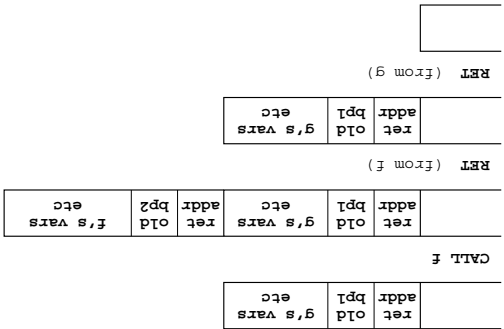 ret old g's vars
addr bp1 etc
CALL f
ret old g's vars ret old f's vars
addr bp1 etc addr bp2 etc
RET (from f)
ret old g's vars
addr bp1 etc
RET (from g)